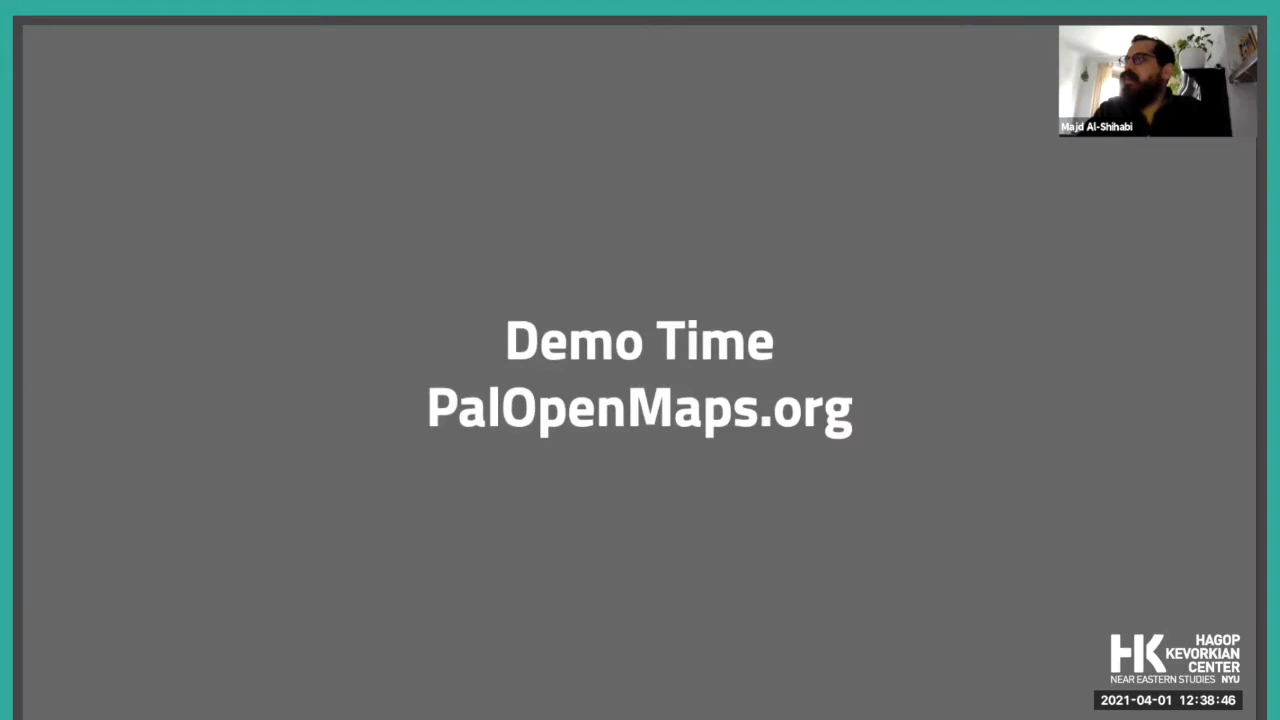 Majd Al-Shihabi
Demo Time
PalOpenMaps.org
HK
HAGOP
KEVORKIAN
CENTER
NEAR EASTERN STUDIES NYU
2021-04-01 12:38:46